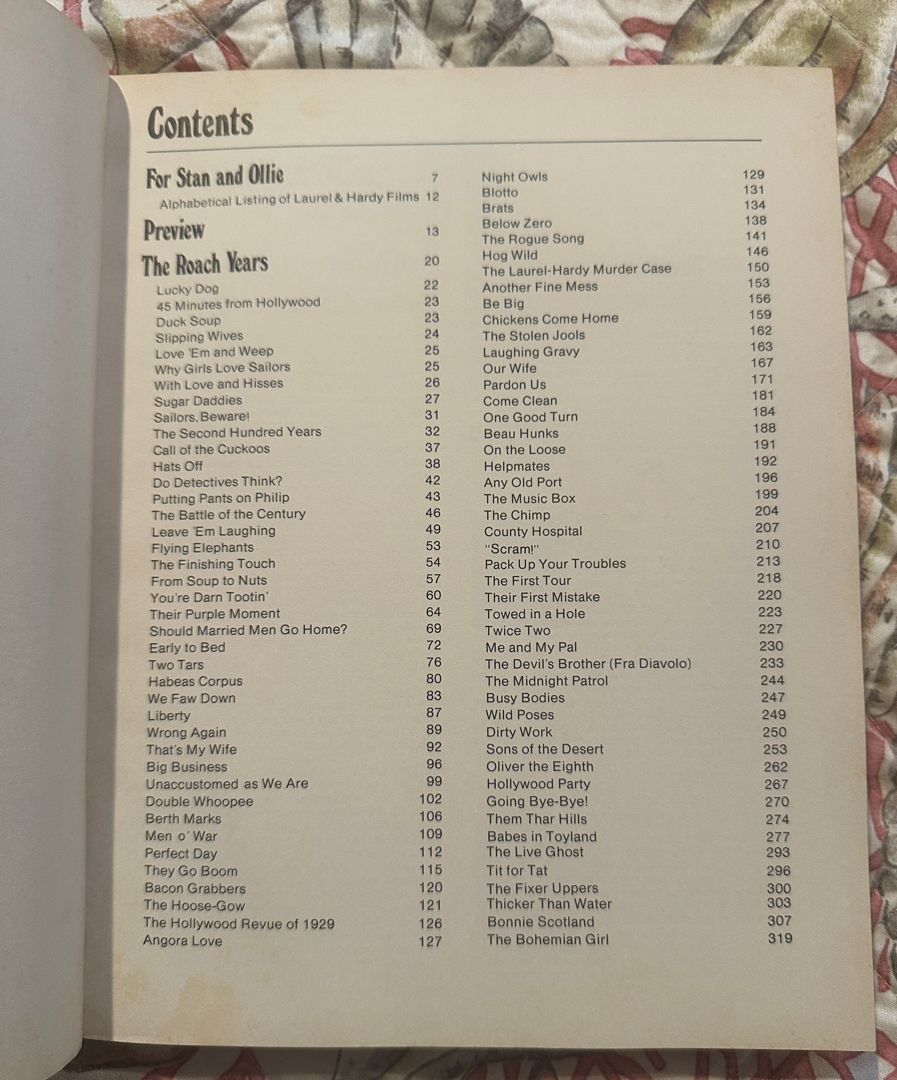 Contents
For Stan and Ollie 7
Alphabetical Listing of Laurel & Hardy Films 12
Preview 13
The Roach Years 20
Lucky Dog 22
45 Minutes from Hollywood 23
Duck Soup 23
Slipping Wives 24
Love 'Em and Weep 25
Why Girls Love Sailors 25
With Love and Hisses 26
Sugar Daddies 27
Sailors, Beware! 31
The Second Hundred Years 32
Call of the Cuckoos 37
Hats Off 38
Do Detectives Think? 42
Putting Pants on Philip 43
The Battle of the Century 46
Leave 'Em Laughing 49
Flying Elephants 53
The Finishing Touch 54
From Soup to Nuts 57
You're Darn Tootin' 60
Their Purple Moment 64
Should Married Men Go Home? 69
Early to Bed 72
Two Tars 76
Habeas Corpus 80
We Faw Down 83
Liberty 87
Wrong Again 89
That's My Wife 92
Big Business 96
Unaccustomed as We Are 99
Double Whoopee 102
Berth Marks 106
Men o' War 109
Perfect Day 112
They Go Boom 115
Bacon Grabbers 120
The Hoose-Gow 121
The Hollywood Revue of 1929 126
Angora Love 127
Night Owls 129
Blotto 131
Brats 134
Below Zero 138
The Rogue Song 141
Hog Wild 146
The Laurel-Hardy Murder Case 150
Another Fine Mess 153
Be Big 156
Chickens Come Home 159
The Stolen Jools 162
Laughing Gravy 163
Our Wife 167
Pardon Us 171
Come Clean 181
One Good Turn 184
Beau Hunks 188
On the Loose 191
Helpmates 192
Any Old Port 196
The Music Box 199
The Chimp 204
County Hospital 207
"Scram!" 210
Pack Up Your Troubles 213
The First Tour 218
Their First Mistake 220
Towed in a Hole 223
Twice Two 227
Me and My Pal 230
The Devil's Brother (Fra Diavolo) 233
The Midnight Patrol 244
Busy Bodies 247
Wild Poses 249
Dirty Work 250
Sons of the Desert 253
Oliver the Eighth 262
Hollywood Party 267
Going Bye-Bye! 270
Them Thar Hills 274
Babes in Toyland 277
The Live Ghost 293
Tit for Tat 296
The Fixer Uppers 300
Thicker Than Water 303
Bonnie Scotland 307
The Bohemian Girl 319